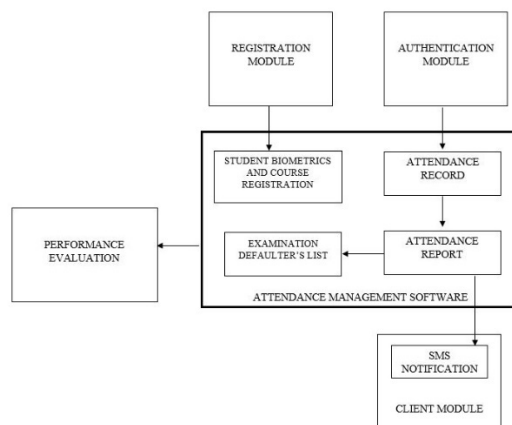 REGISTRATION
MODULE
AUTHENTICATION
MODULE
STUDENT BIOMETRICS
AND COURSE
REGISTRATION
ATTENDANCE
RECORD
PERFORMANCE
EVALUATION
EXAMINATION
DEFAULTER'S LIST
ATTENDANCE
REPORT
ATTENDANCE MANAGEMENT SOFTWARE
SMS
NOTIFICATION
CLIENT MODULE